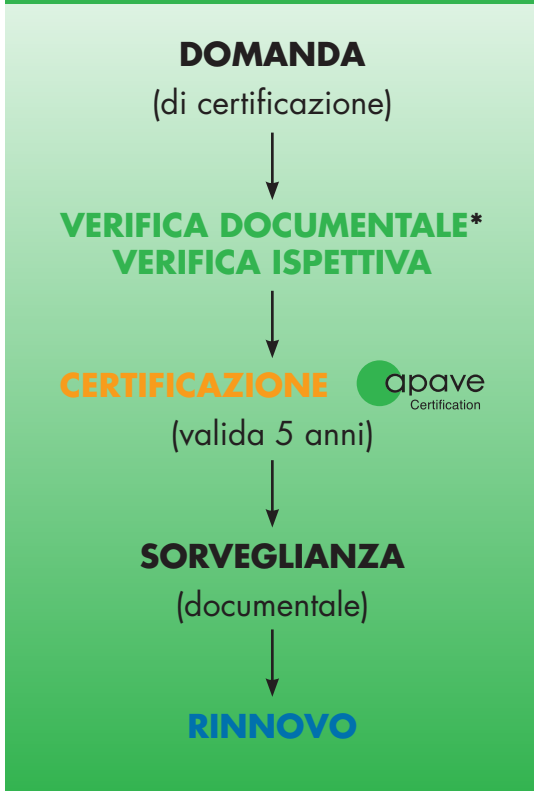 DOMANDA
(di certificazione)
VERIFICA DOCUMENTALE*
VERIFICA ISPETTIVA
CERTIFICAZIONE apave
Certification
(valida 5 anni)
SORVEGLIANZA
(documentale)
RINNOVO